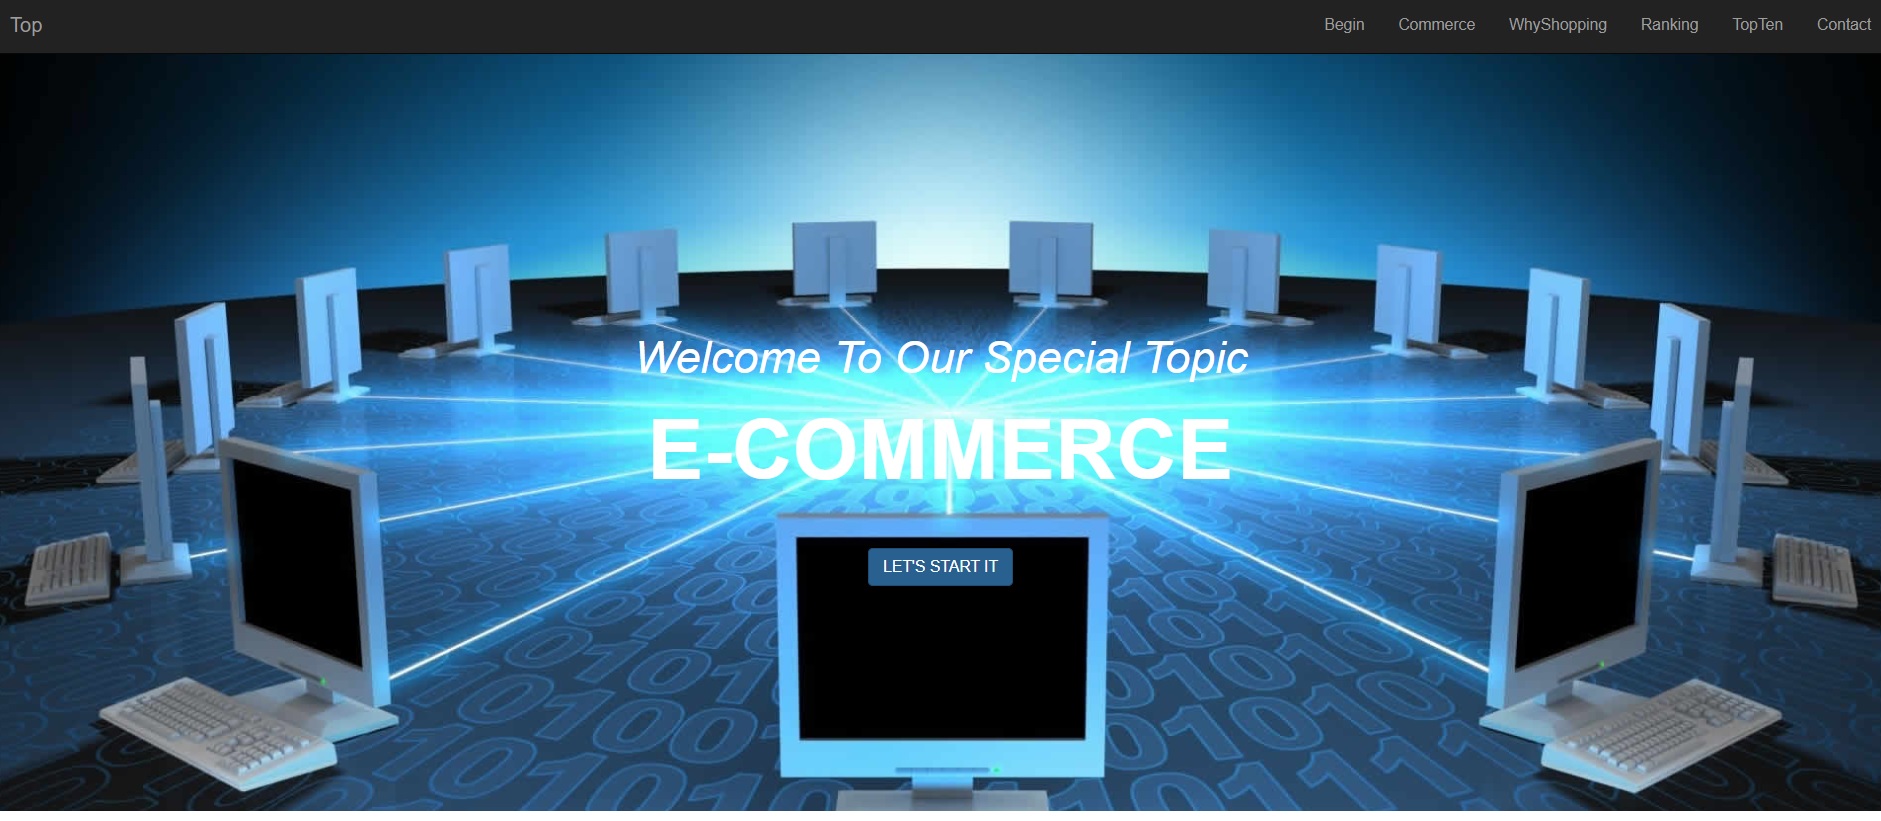 Top Begin Commerce WhyShopping Ranking TopTen Contact
Welcome To Our Special Topic
E-COMMERCE
LET'S START IT